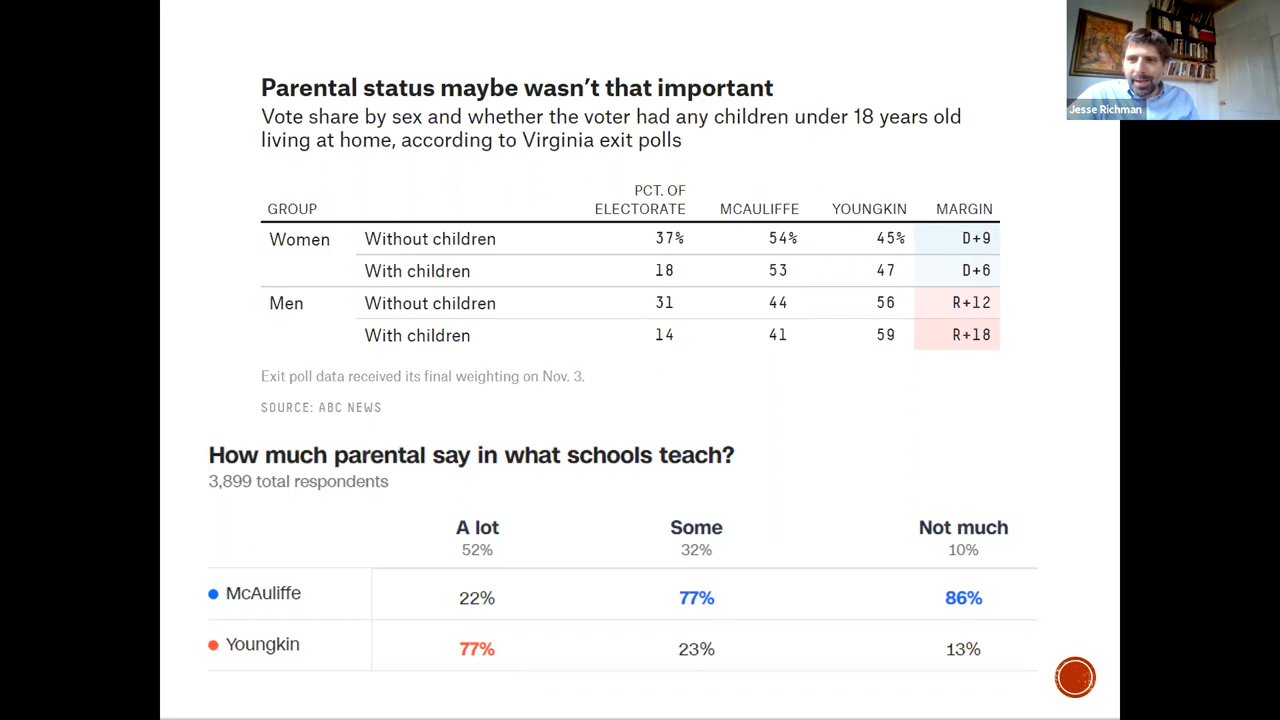 Parental status maybe wasn't that important
Vote share by sex and whether the voter had any children under 18 years old
living at home, according to Virginia exit polls
PCT. OF
GROUP ELECTORATE MCAULIFFE YOUNGKIN MARGIN
Women Without children 37% 54% 45% D+9
With children 18 53 47 D+6
Men Without children 31 44 56 R+12
With children 14 41 59 R+18
Exit poll data received its final weighting on Nov. 3.
SOURCE: ABC NEWS
How much parental say in what schools teach?
3,899 total respondents
A lot Some Not much
52% 32% 10%
McAuliffe 22% 77% 86%
Youngkin 77% 23% 13%
Jesse Richman